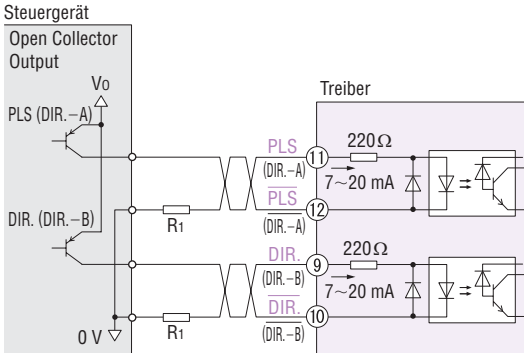 Steuergerät
Open Collector
Output
V0
PLS (DIR.−A)
DIR. (DIR.−B)
0 V
R1
R1
Treiber
PLS
(DIR.−A)
PLS
(DIR.−A)
DIR.
(DIR.−B)
DIR.
(DIR.−B)
11
220Ω
7~20 mA
12
9
220Ω
7~20 mA
10